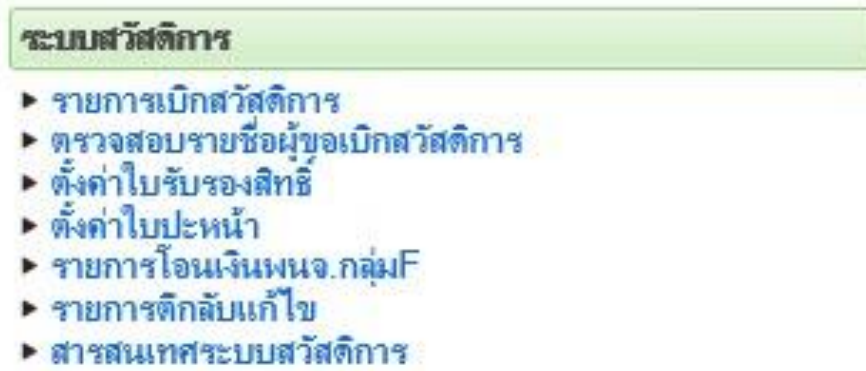 ระบบสวัสดิการ
รายการเบิกสวัสดิการ
ตรวจสอบรายชื่อผู้ขอเบิกสวัสดิการ
ตั้งค่าใบรับรองสิทธิ์
ตั้งค่าใบปะหน้า
รายการโอนเงินพนจ.กลุ่มF
รายการตีกลับแก้ไข
สารสนเทศระบบสวัสดิการ